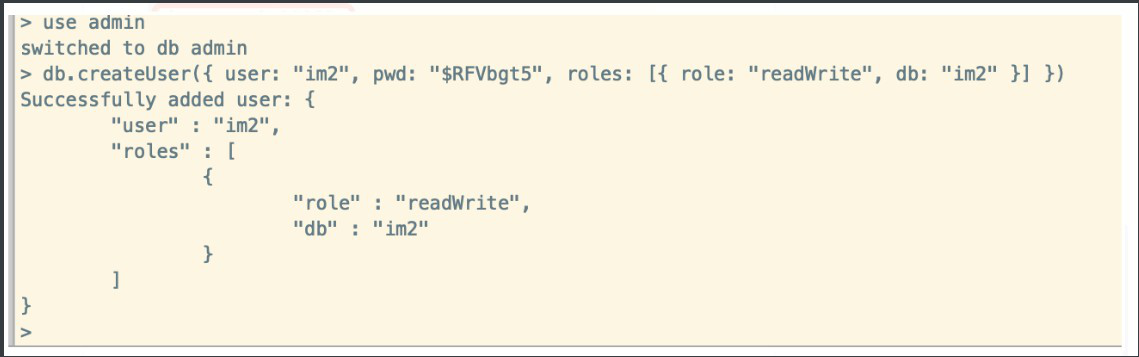 > use admin
switched to db admin
> db.createUser({ user: "im2", pwd: "$RFVbgt5", roles: [{ role: "readWrite", db: "im2" }] })
Successfully added user: {
        "user" : "im2",
        "roles" : [
                {
                        "role" : "readWrite",
                        "db" : "im2"
                }
        ]
}
>